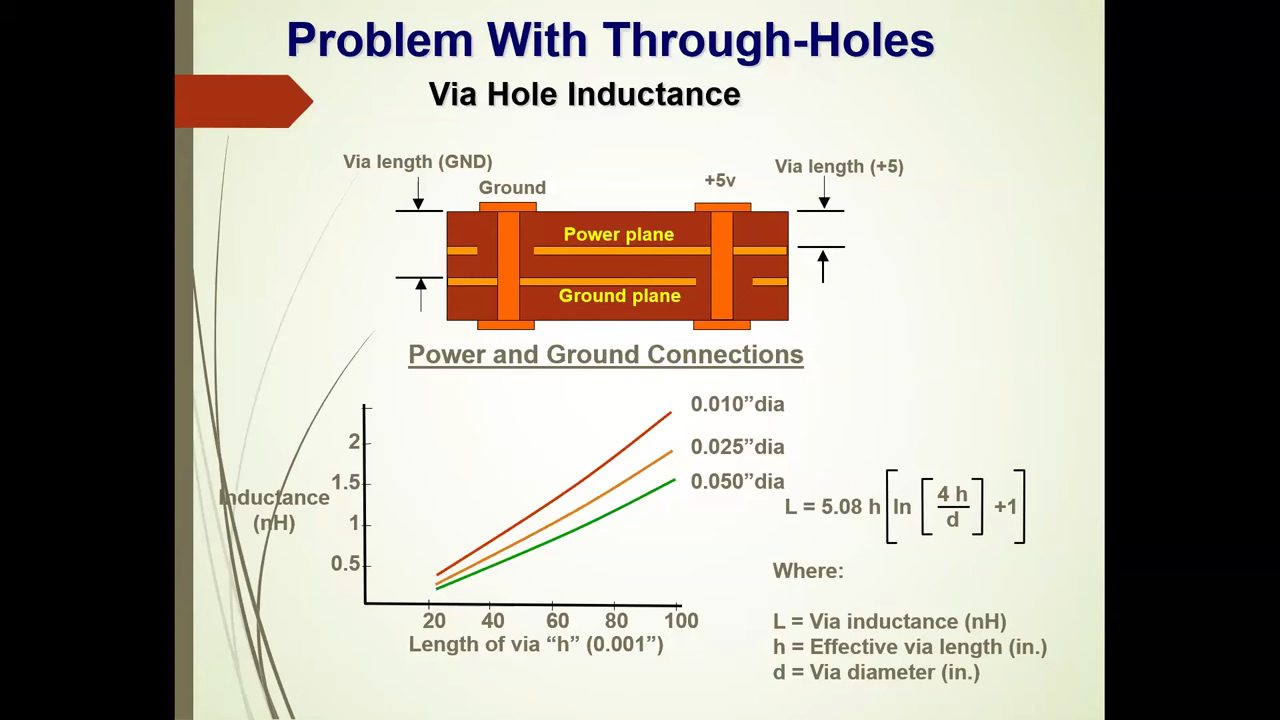 Problem With Through-Holes
Via Hole Inductance
Via length (GND)
Via length (+5)
Ground
+5v
Power plane
Ground plane
Power and Ground Connections
0.010”dia
0.025”dia
0.050”dia
2
1.5
1
0.5
Inductance
(nH)
20 40 60 80 100
Length of via “h” (0.001”)
L = 5.08 h [ln [4 h / d] +1]
Where:
L = Via inductance (nH)
h = Effective via length (in.)
d = Via diameter (in.)